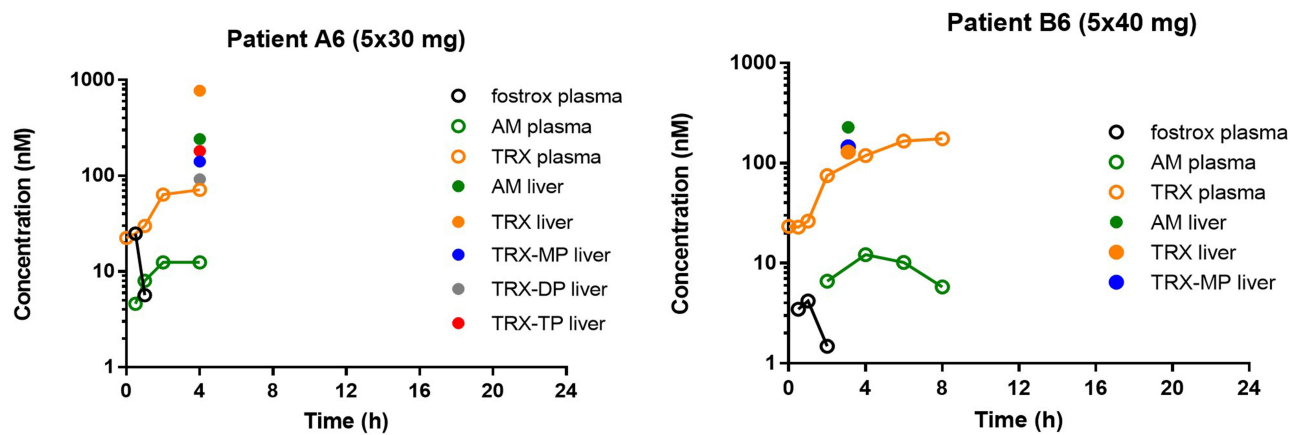 Patient A6 (5x30 mg)
Concentration (nM)
1000
100
10
1
0
4
8
12
16
20
24
Time (h)
fostrox plasma
AM plasma
TRX plasma
AM liver
TRX liver
TRX-MP liver
TRX-DP liver
TRX-TP liver
Patient B6 (5x40 mg)
Concentration (nM)
1000
100
10
1
0
4
8
12
16
20
24
Time (h)
fostrox plasma
AM plasma
TRX plasma
AM liver
TRX liver
TRX-MP liver